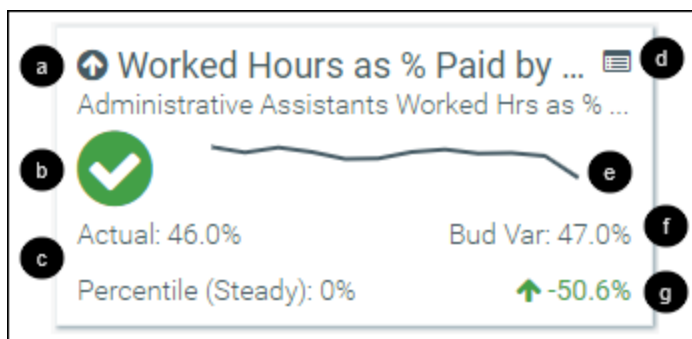 a Worked Hours as % Paid by ... d
Administrative Assistants Worked Hrs as % ...
b e
Actual: 46.0% Bud Var: 47.0% f
c
Percentile (Steady): 0% -50.6% g